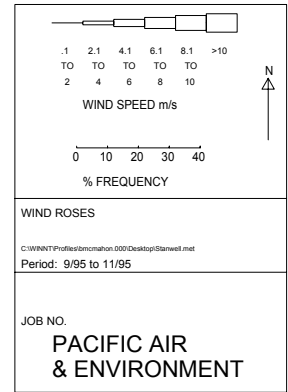 .1 2.1 4.1 6.1 8.1 >10
TO TO TO TO TO
2 4 6 8 10
N
WIND SPEED m/s
0 10 20 30 40
% FREQUENCY
WIND ROSES
C:\WINNT\Profiles\bmcmahon.000\Desktop\Stanwell.met
Period: 9/95 to 11/95
JOB NO.
PACIFIC AIR
& ENVIRONMENT